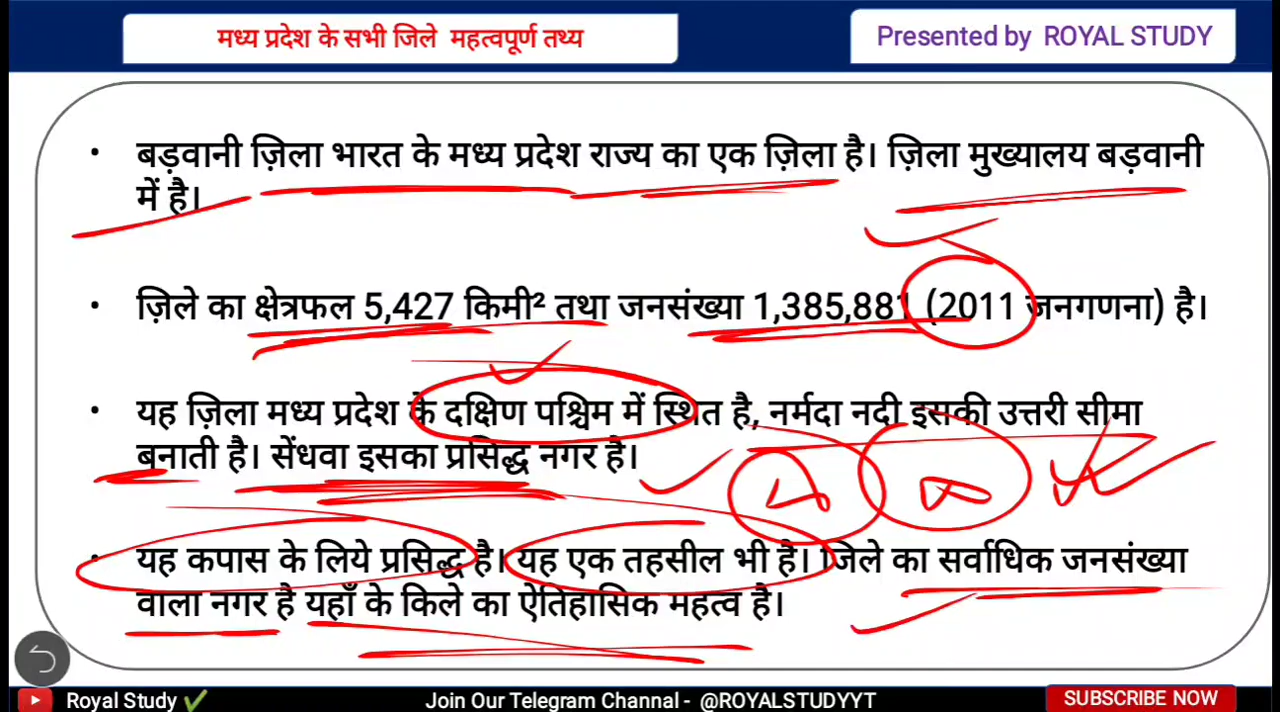 मध्य प्रदेश के सभी जिले महत्वपूर्ण तथ्य
Presented by ROYAL STUDY
• बड़वानी ज़िला भारत के मध्य प्रदेश राज्य का एक ज़िला है। ज़िला मुख्यालय बड़वानी
में है।
• ज़िले का क्षेत्रफल 5,427 किमी² तथा जनसंख्या 1,385,881 (2011 जनगणना) है।
• यह ज़िला मध्य प्रदेश के दक्षिण पश्चिम में स्थित है, नर्मदा नदी इसकी उत्तरी सीमा
बनाती है। सेंधवा इसका प्रसिद्ध नगर है।
• यह कपास के लिये प्रसिद्ध है। यह एक तहसील भी है। जिले का सर्वाधिक जनसंख्या
वाला नगर है यहाँ के किले का ऐतिहासिक महत्व है।
Royal Study
Join Our Telegram Channal - @ROYALSTUDYYT
SUBSCRIBE NOW